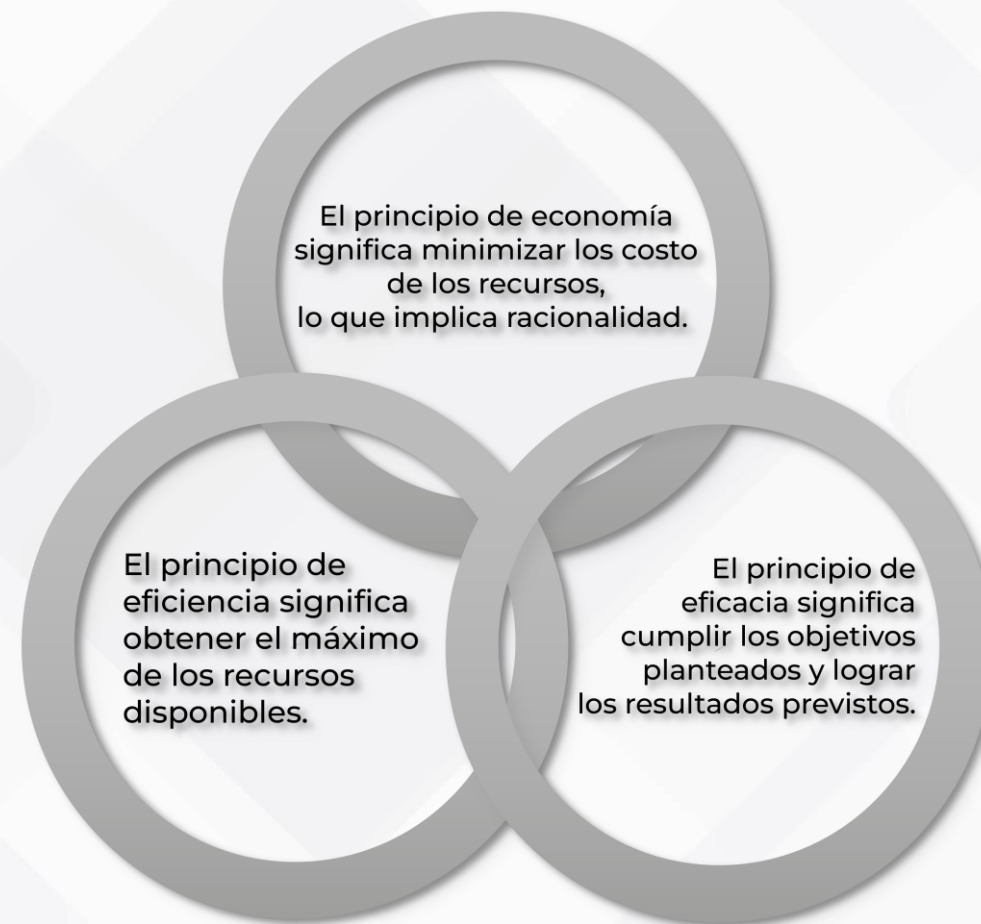 El principio de economía
significa minimizar los costo
de los recursos,
lo que implica racionalidad.
El principio de
eficiencia significa
obtener el máximo
de los recursos
disponibles.
El principio de
eficacia significa
cumplir los objetivos
planteados y lograr
los resultados previstos.